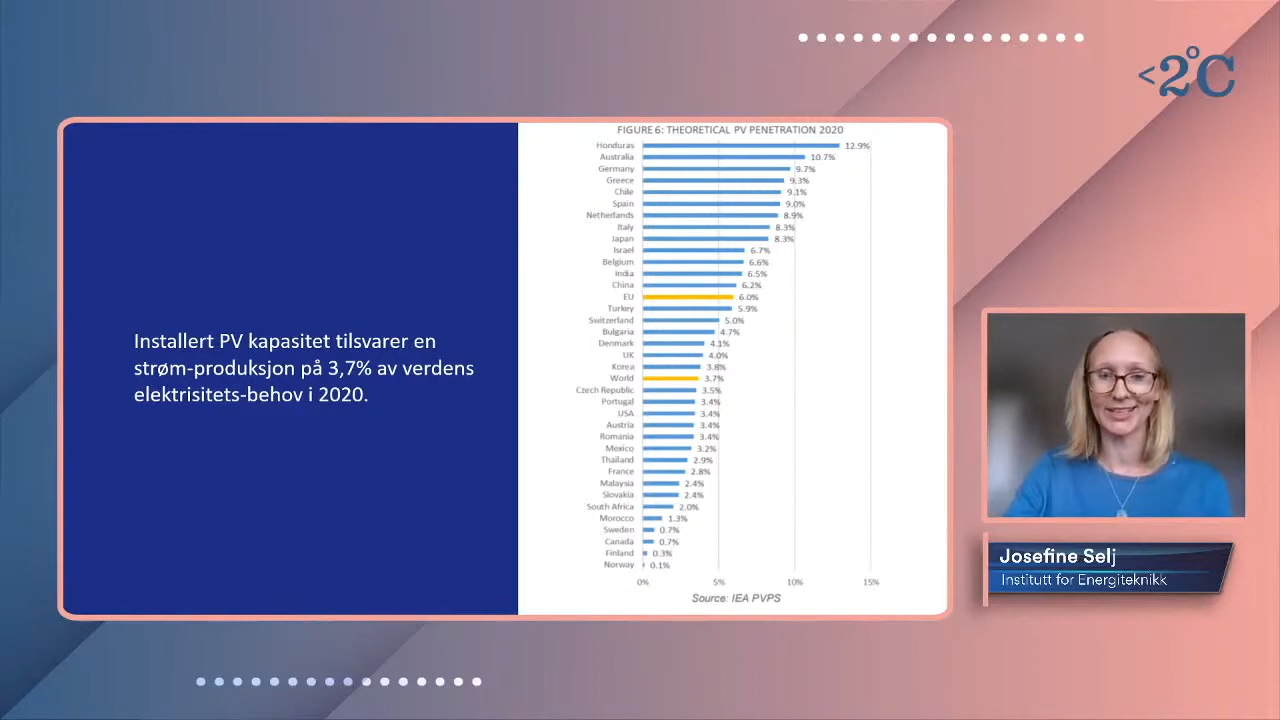 <2°C
Installert PV kapasitet tilsvarer en
strøm-produksjon på 3,7% av verdens
elektrisitets-behov i 2020.
FIGURE 6: THEORETICAL PV PENETRATION 2020
Honduras 12.9%
Australia 10.7%
Germany 9.7%
Greece 9.3%
Chile 9.1%
Spain 9.0%
Netherlands 8.9%
Italy 8.3%
Japan 8.3%
Israel 6.7%
Belgium 6.6%
India 6.5%
China 6.2%
EU 6.0%
Turkey 5.9%
Switzerland 5.0%
Bulgaria 4.7%
Denmark 4.1%
UK 4.0%
Korea 3.8%
World 3.7%
Czech Republic 3.5%
Portugal 3.4%
USA 3.4%
Austria 3.4%
Romania 3.4%
Mexico 3.2%
Thailand 2.9%
France 2.8%
Malaysia 2.4%
Slovakia 2.4%
South Africa 2.0%
Morocco 1.3%
Sweden 0.7%
Canada 0.7%
Finland 0.3%
Norway 0.1%
0% 5% 10% 15%
Source: IEA PVPS
Josefine Selj
Institutt for Energiteknikk